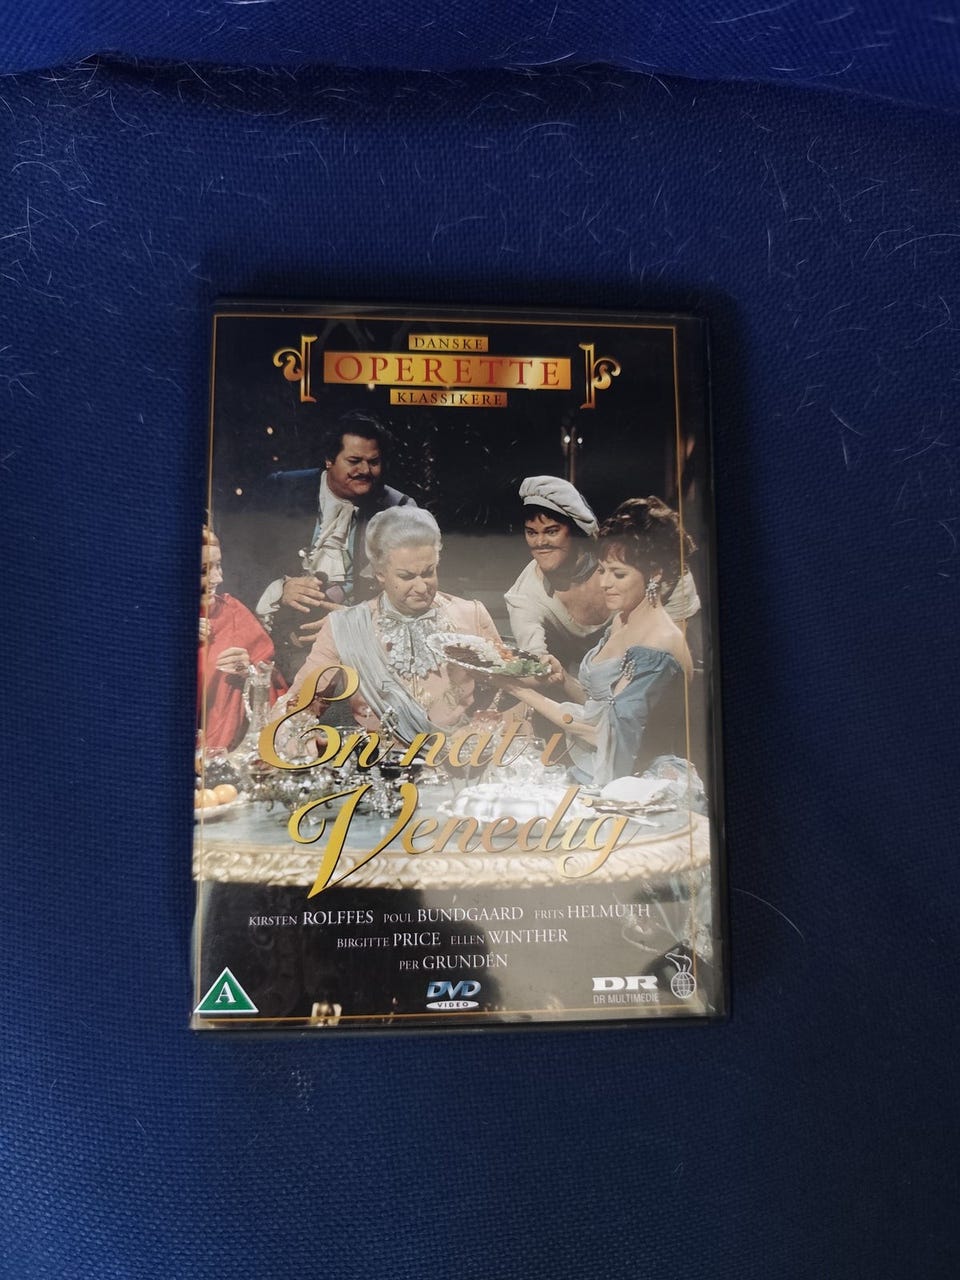 DANSKE
OPERETTE
KLASSIKERE
En nat i
Venedig
KIRSTEN ROLFFES POUL BUNDGAARD FRITS HELMUTH
BIRGITTE PRICE ELLEN WINTHER
PER GRUNDÉN
A
DVD
VIDEO
DR
DR MULTIMEDIE